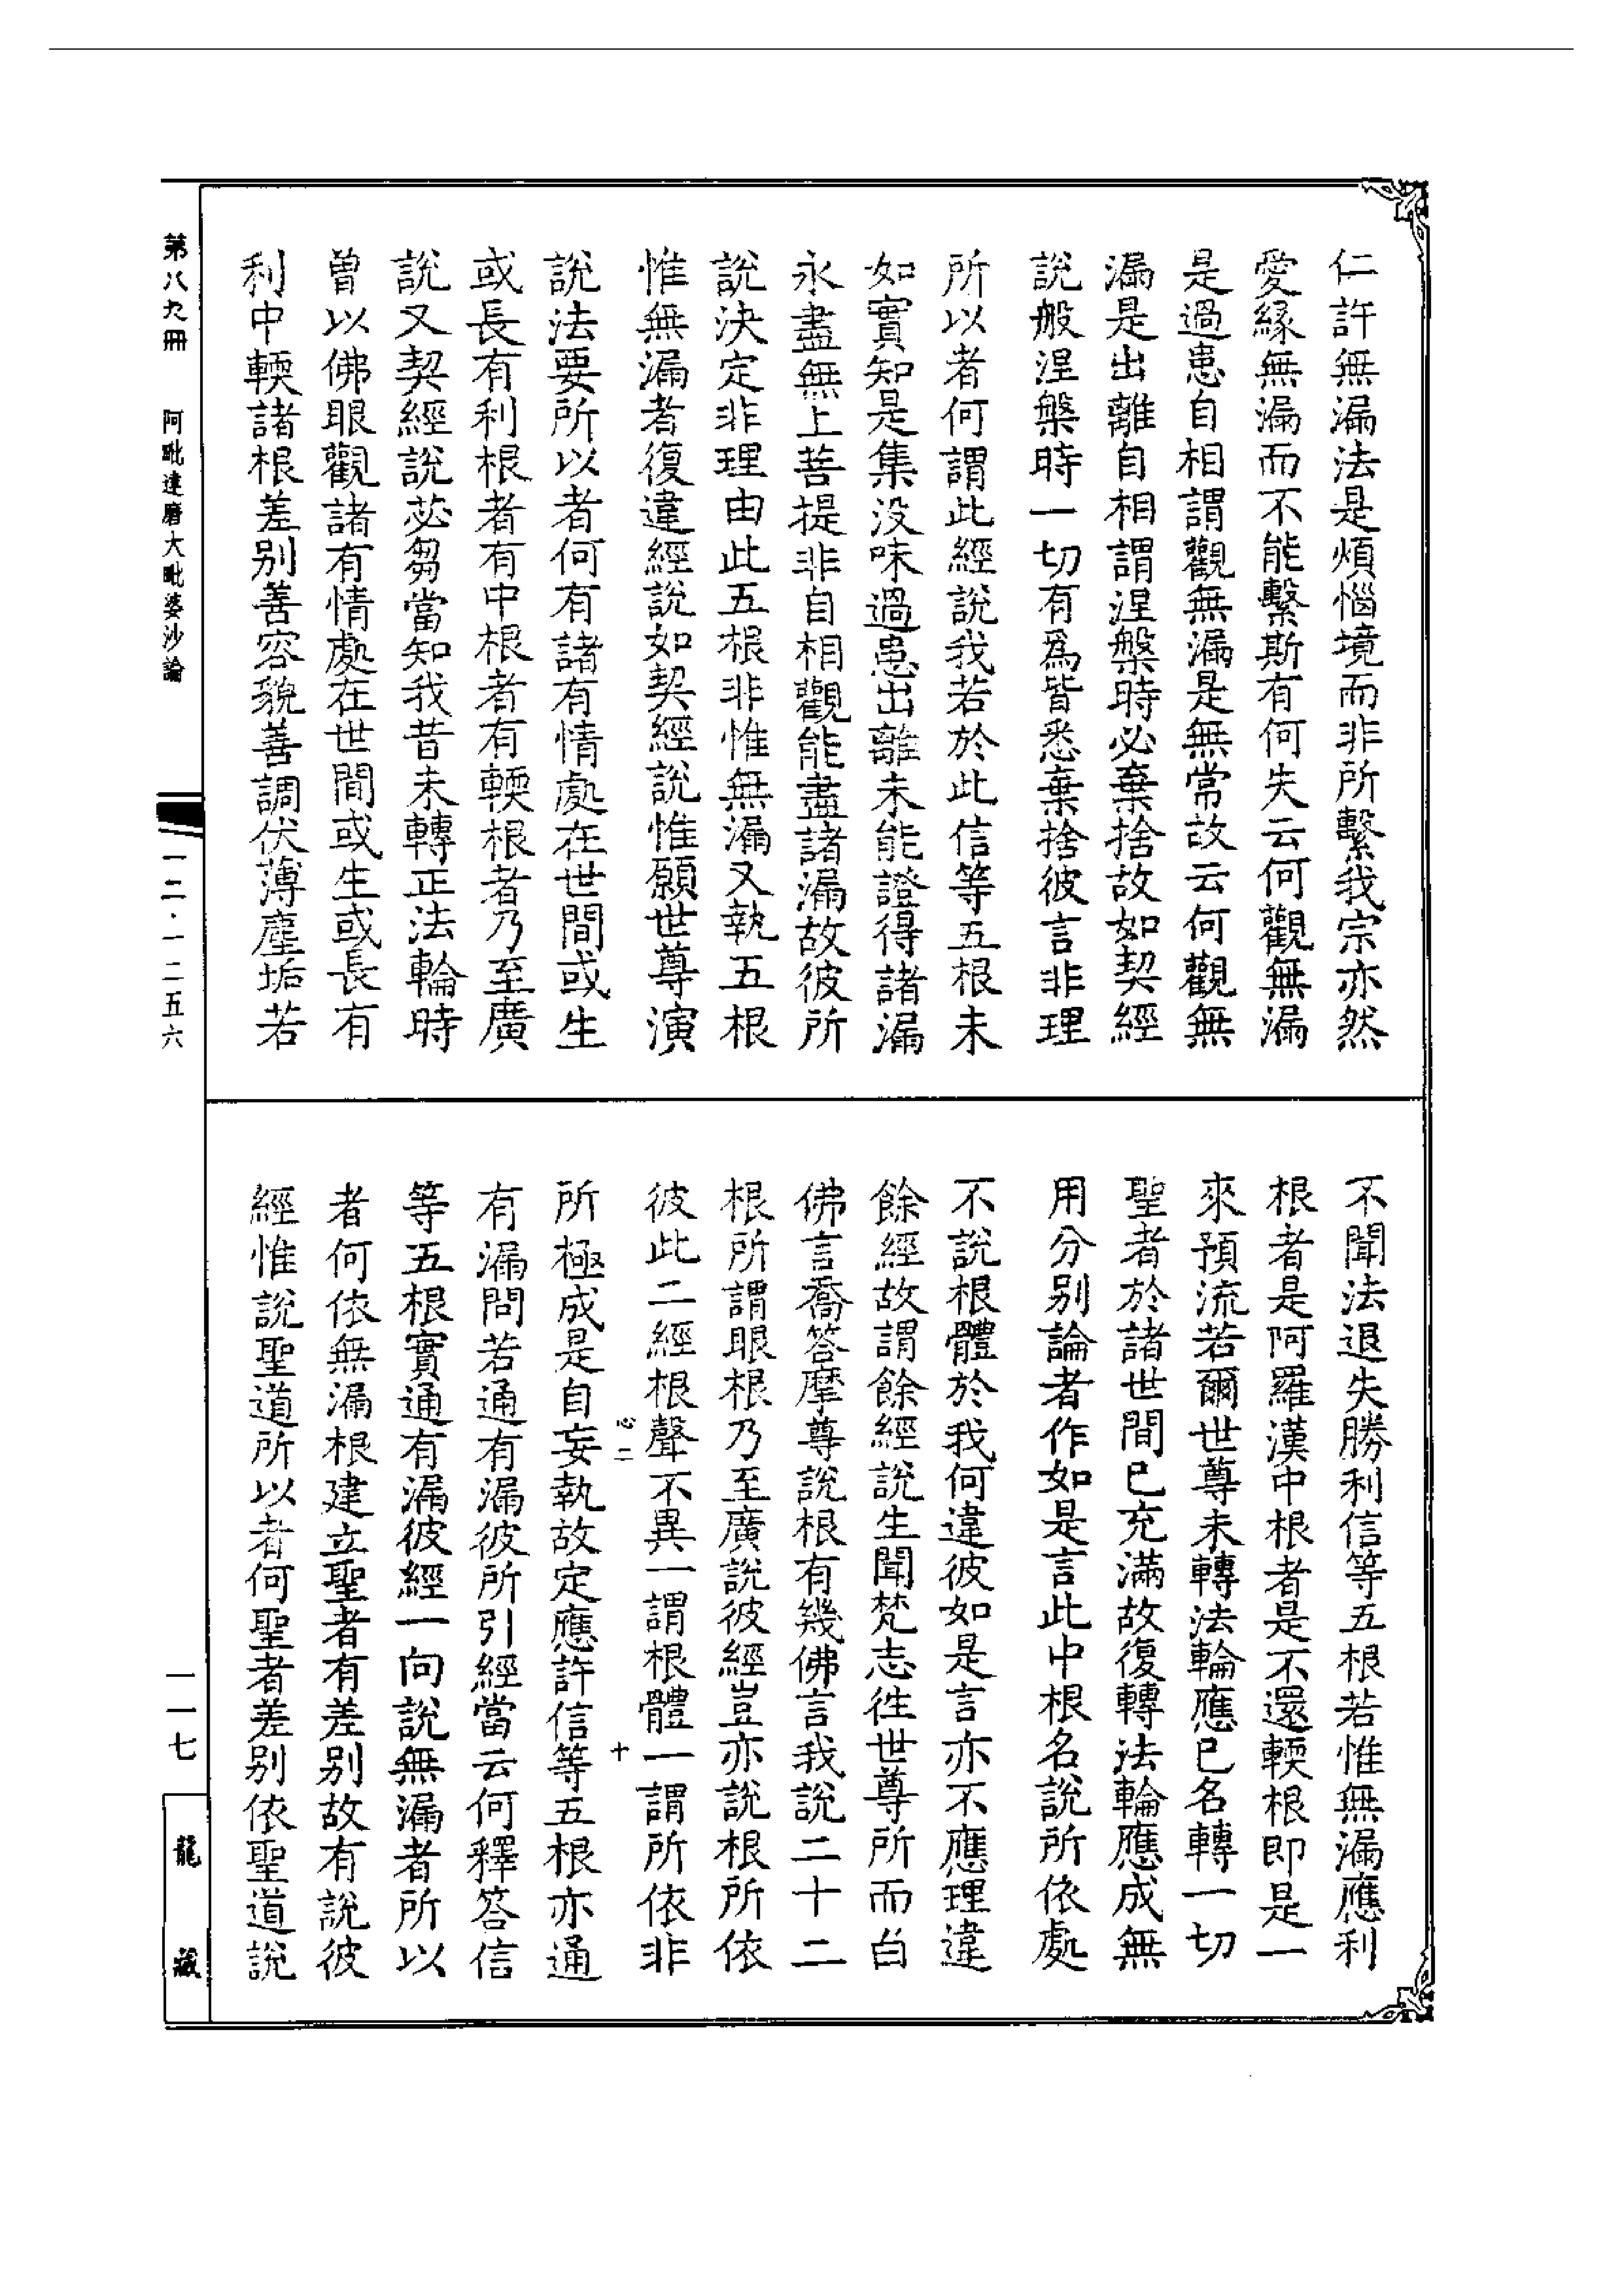 仁許無漏法是煩惱境而非所繫我宗亦然
愛緣無漏而不能繫斯有何失云何觀無漏
是過患自相謂觀無漏是無常故云何觀無
漏是出離自相謂涅槃時必棄捨故如契經
說般涅槃時一切有爲皆悉棄捨彼言非理
所以者何謂此經說我若於此信等五根未
如實知是集没味過患出離未能證得諸漏
永盡無上菩提非自相觀能盡諸漏故彼所
說決定非理由此五根非惟無漏又執五根
惟無漏者復違經說如契經說惟願世尊演
說法要所以者何有諸有情處在世間或生
或長有利根者有中根者有輭根者乃至廣
說又契經說苾芻當知我昔未轉正法輪時
曾以佛眼觀諸有情處在世間或生或長有
利中輭諸根差别善容貌善調伏薄塵垢若
不聞法退失勝利信等五根若惟無漏應利
根者是阿羅漢中根者是不還輭根即是一
來預流若爾世尊未轉法輪應已名轉一切
聖者於諸世間已充滿故復轉法輪應成無
用分别論者作如是言此中根名說所依處
不說根體於我何違彼如是言亦不應理違
餘經故謂餘經說生聞梵志往世尊所而白
佛言喬答摩尊說根有幾佛言我說二十二
根所謂眼根乃至廣說彼經豈亦說根所依
彼此二經根聲不異一謂根體一謂所依非
心二
十
所極成是自妄執故定應許信等五根亦通
有漏問若通有漏彼所引經當云何釋答信
等五根實通有漏彼經一向說無漏者所以
者何依無漏根建立聖者有差别故有說彼
經惟說聖道所以者何聖者差别依聖道說
第八九冊 阿毗達磨大毗婆沙論
一二·一二五六
一一七
龍藏